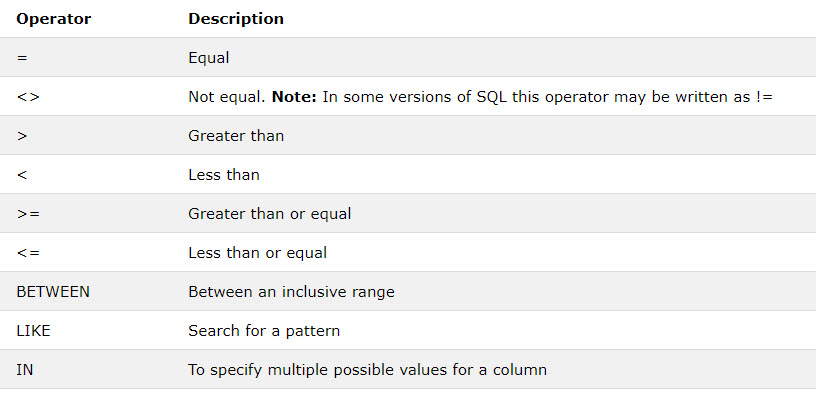 Operator Description
= Equal
<> Not equal. Note: In some versions of SQL this operator may be written as !=
> Greater than
< Less than
>= Greater than or equal
<= Less than or equal
BETWEEN Between an inclusive range
LIKE Search for a pattern
IN To specify multiple possible values for a column